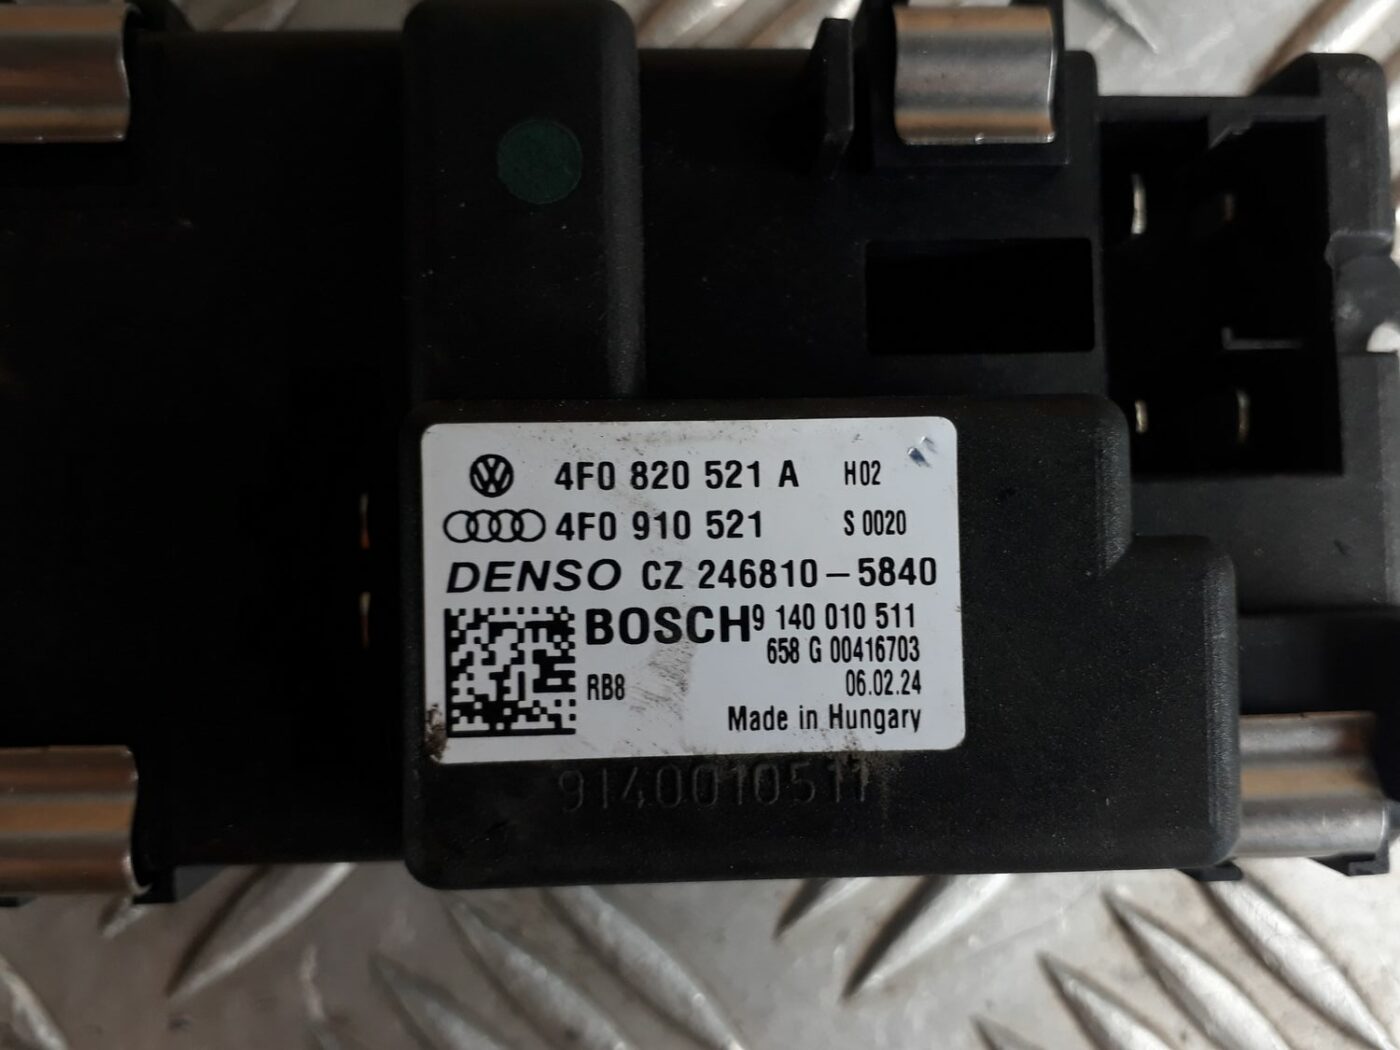 VW 4F0 820 521 A H02
4F0 910 521 S 0020
DENSO CZ 246810-5840
BOSCH 9 140 010 511
658 G 00416703
RB8 06.02.24
Made in Hungary
9140010511